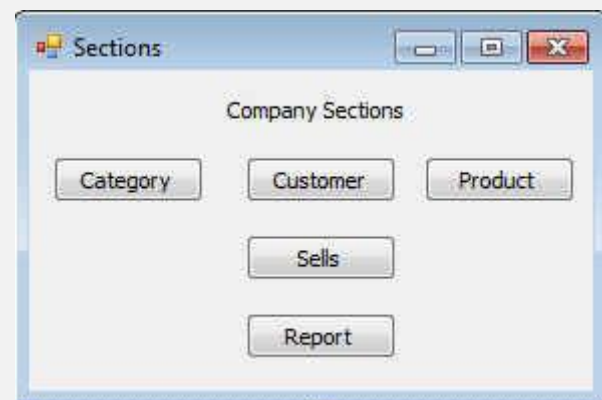 Sections
Company Sections
Category Customer Product
Sells
Report